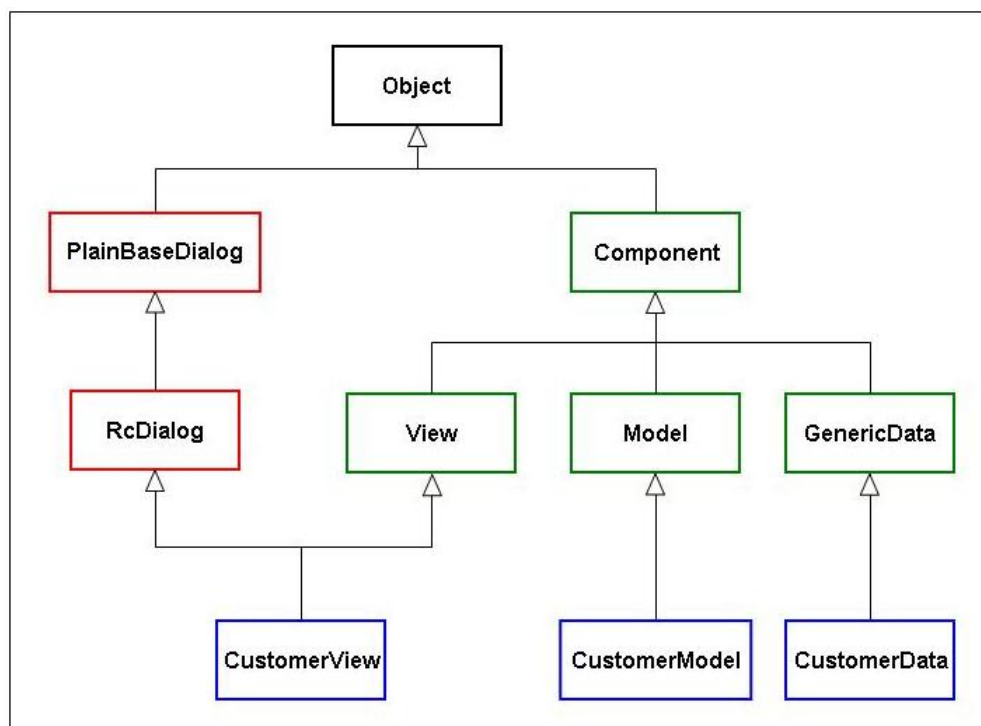 Object
PlainBaseDialog
Component
RcDialog
View
Model
GenericData
CustomerView
CustomerModel
CustomerData